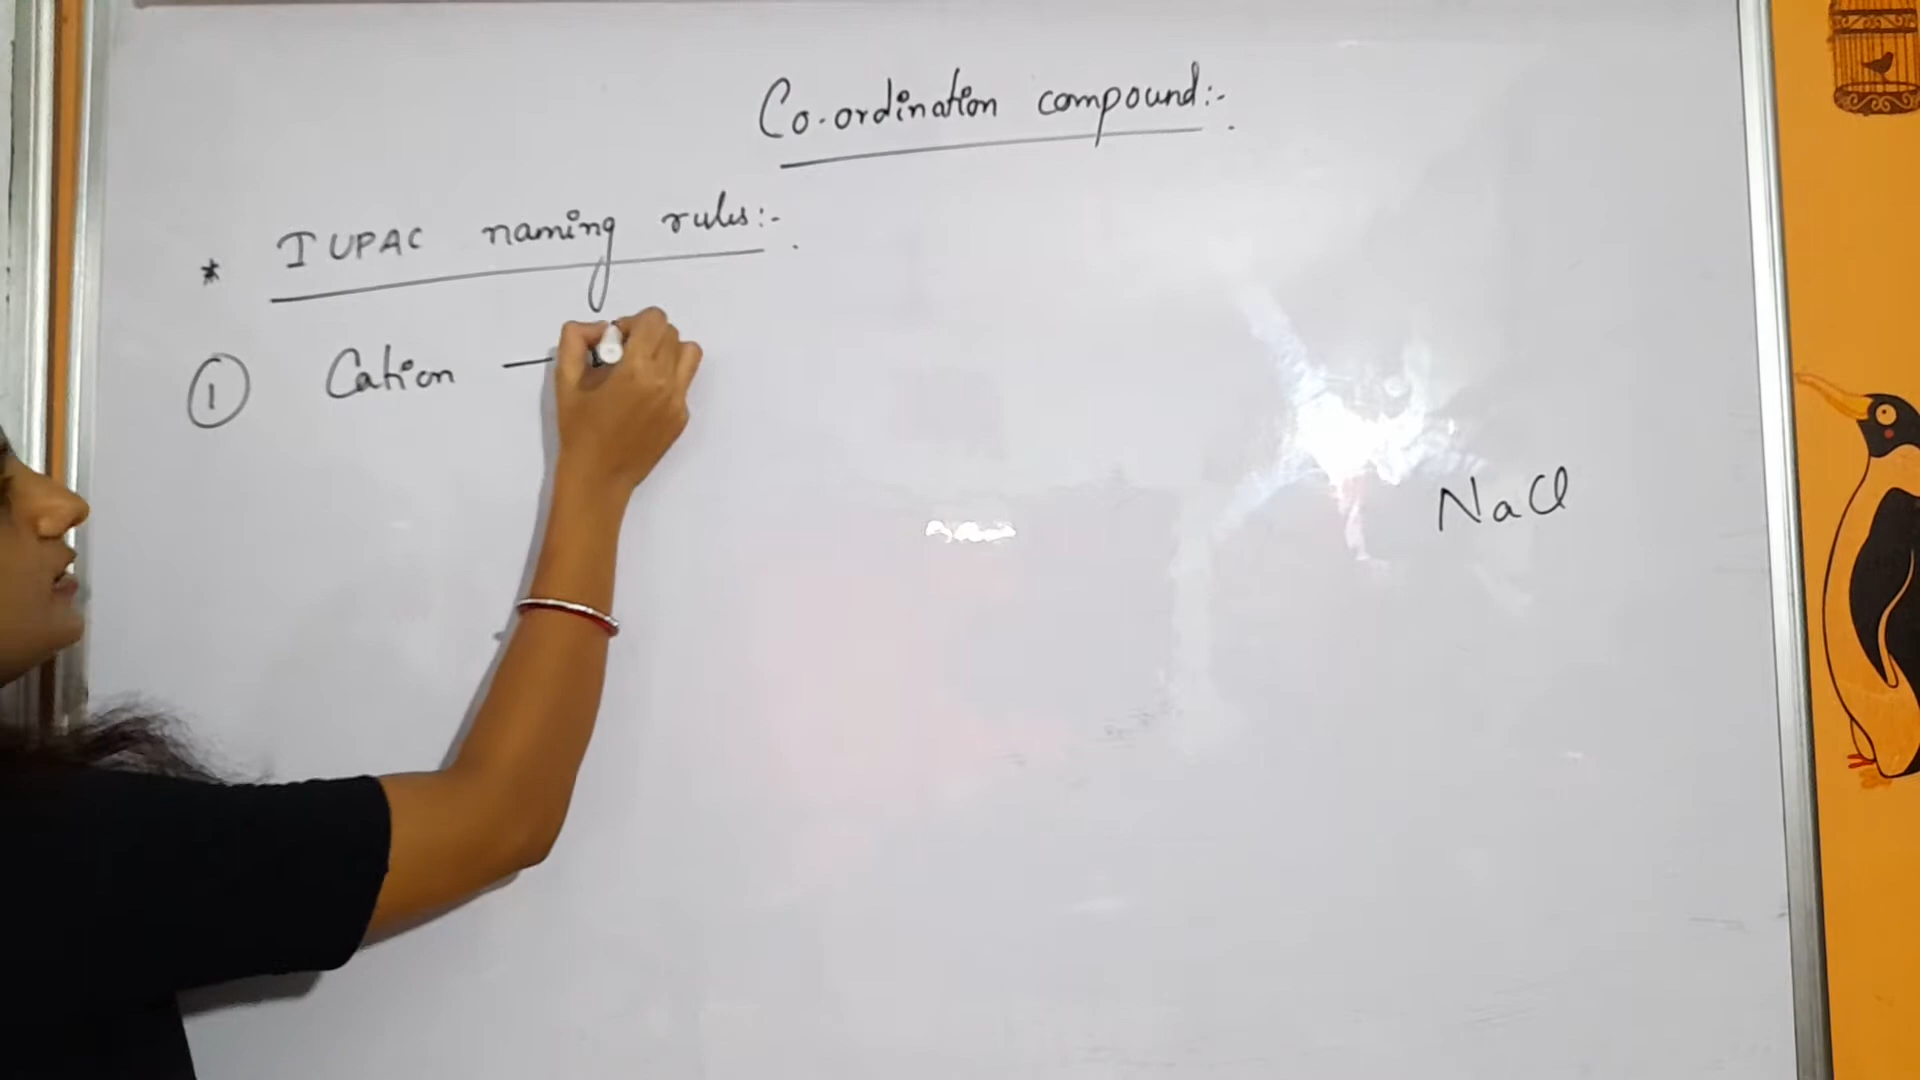 Co-ordination compound:-
* IUPAC naming rules:-
① Cation —
NaCl